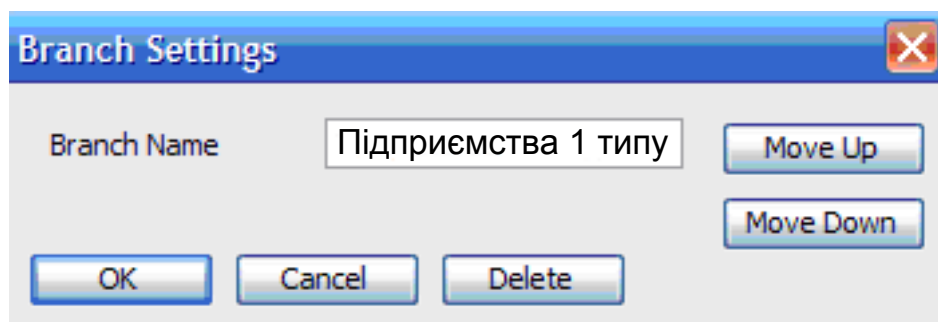 Branch Settings
Branch Name
Підприємства 1 типу
Move Up
Move Down
OK
Cancel
Delete